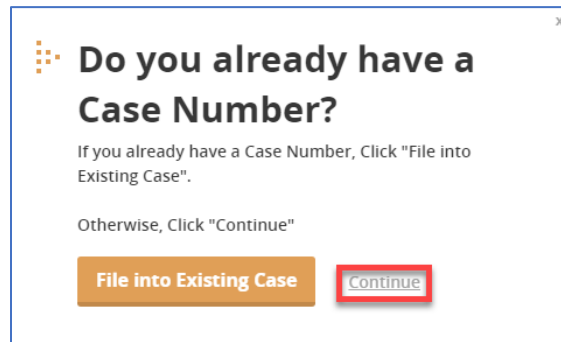 x
Do you already have a
Case Number?
If you already have a Case Number, Click "File into
Existing Case".
Otherwise, Click "Continue"
File into Existing Case
Continue